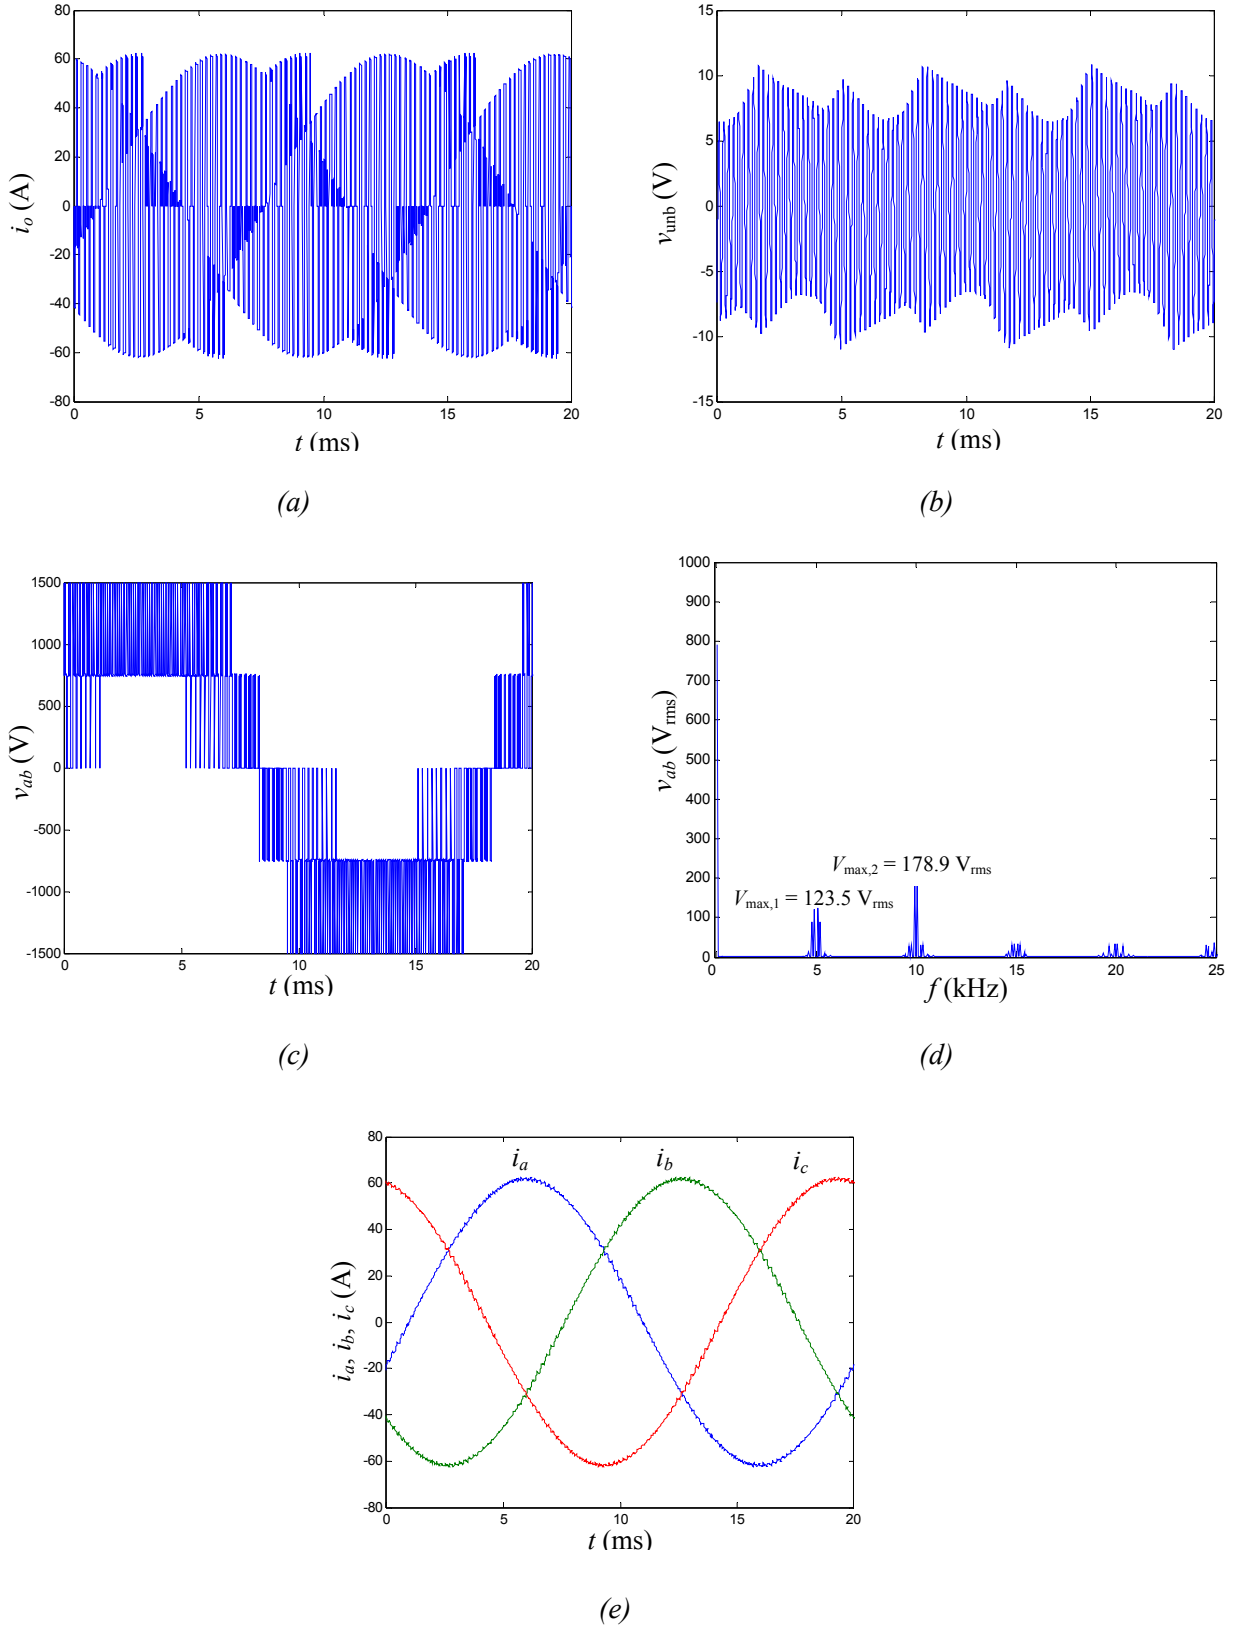 80
60
40
20
0
-20
-40
-60
-80
0 5 10 15 20
i_o (A)
t (ms)
(a)
15
10
5
0
-5
-10
-15
0 5 10 15 20
v_unb (V)
t (ms)
(b)
1500
1000
500
0
-500
-1000
-1500
0 5 10 15 20
v_ab (V)
t (ms)
(c)
1000
900
800
700
600
500
400
300
200
100
0
0 5 10 15 20 25
v_ab (V_rms)
V_max,2 = 178.9 V_rms
V_max,1 = 123.5 V_rms
f (kHz)
(d)
80
60
40
20
0
-20
-40
-60
-80
0 5 10 15 20
i_a i_b i_c
i_a, i_b, i_c (A)
t (ms)
(e)